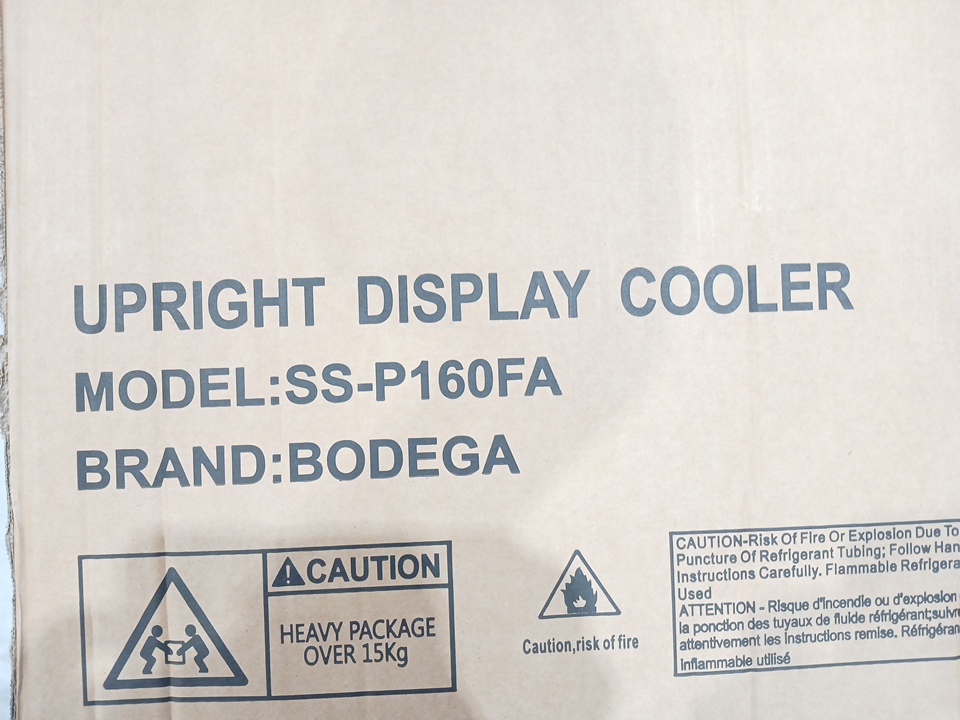 UPRIGHT DISPLAY COOLER
MODEL:SS-P160FA
BRAND:BODEGA
CAUTION
HEAVY PACKAGE
OVER 15Kg
Caution,risk of fire
CAUTION-Risk Of Fire Or Explosion Due To
Puncture Of Refrigerant Tubing; Follow
Instructions Carefully. Flammable
Used
ATTENTION - Risque d'incendie ou d'explosion
la ponction des tuyaux de fluide réfrigérant;
attentivement les instructions remise.
inflammable utilisé